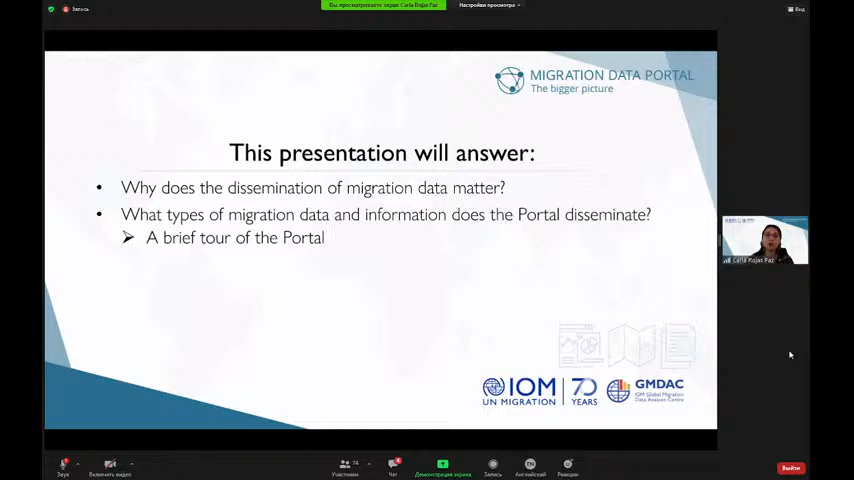 Запись
Вы просматриваете экран Carla Rojas Paz
Настройки просмотра
Вид
MIGRATION DATA PORTAL
The bigger picture
This presentation will answer:
• Why does the dissemination of migration data matter?
• What types of migration data and information does the Portal disseminate?
➢ A brief tour of the Portal
Carla Rojas Paz
IOM
UN MIGRATION
70
YEARS
GMDAC
IOM Global Migration
Data Analysis Centre
74
4
EN
Звук
Включить видео
Участники
Чат
Демонстрация экрана
Запись
Английский
Реакции
Выйти